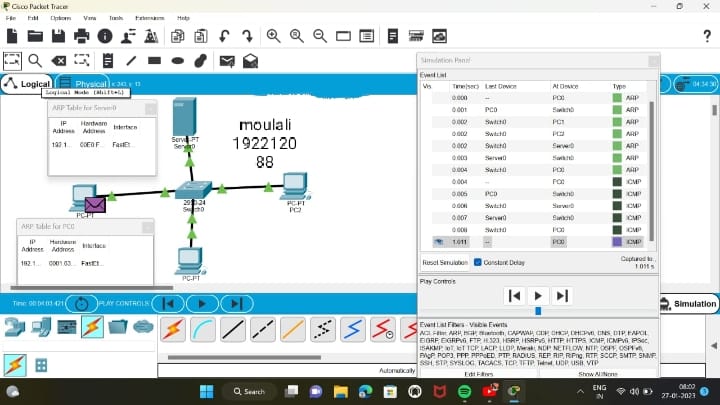 Cisco Packet Tracer
File Edit Options View Tools Extensions Help
Logical Physical x: 243, y: 13
04:34:30
Logical Mode (Shift+L)
ARP Table for Server0
IP Address Hardware Address Interface
192.1... 00E0.F... FastEt...
Server0
moulali
1922120
88
PC-PT
Switch0
PC-PT
PC2
ARP Table for PC0
IP Address Hardware Address Interface
192.1... 0001.63... FastEt...
PC-PT
Simulation Panel
Event List
Vis. Time(sec) Last Device At Device Type
0.000 -- PC0 ARP
0.001 PC0 Switch0 ARP
0.002 Switch0 PC1 ARP
0.002 Switch0 PC2 ARP
0.002 Switch0 Server0 ARP
0.003 Server0 Switch0 ARP
0.004 Switch0 PC0 ARP
0.004 -- PC0 ICMP
0.005 PC0 Switch0 ICMP
0.006 Switch0 Server0 ICMP
0.007 Server0 Switch0 ICMP
0.008 Switch0 PC0 ICMP
1.011 -- PC0 ICMP
Reset Simulation Constant Delay Captured to:
1.011 s
Play Controls
Event List Filters - Visible Events
ACL Filter, ARP, BGP, Bluetooth, CAPWAP, CDP, DHCP, DHCPv6, DNS, DTP, EAPOL,
EIGRP, EIGRPv6, FTP, H.323, HSRP, HSRPv6, HTTP, HTTPS, ICMP, ICMPv6, IPSec,
ISAKMP, IoT, IoT TCP, LACP, LLDP, Meraki, NDP, NETFLOW, NTP, OSPF, OSPFv6,
PAgP, POP3, PPP, PPPoED, PTP, RADIUS, REP, RIP, RIPng, RTP, SCCP, SMTP, SNMP,
SSH, STP, SYSLOG, TACACS, TCP, TFTP, Telnet, UDP, USB, VTP
Edit Filters Show All/None
Time: 00:04:03.421 PLAY CONTROLS:
Simulation
Automatically
Search
ENG
IN
08:02
27-01-2023